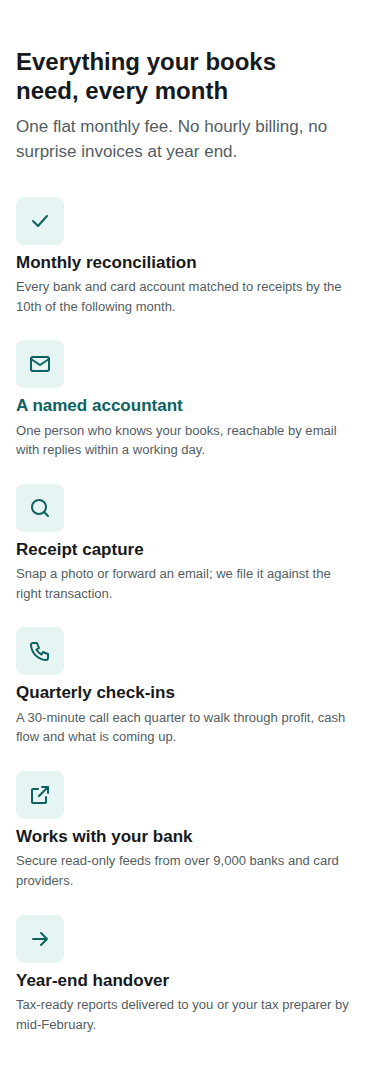 Everything your books
need, every month
One flat monthly fee. No hourly billing, no
surprise invoices at year end.
Monthly reconciliation
Every bank and card account matched to receipts by the
10th of the following month.
A named accountant
One person who knows your books, reachable by email
with replies within a working day.
Receipt capture
Snap a photo or forward an email; we file it against the
right transaction.
Quarterly check-ins
A 30-minute call each quarter to walk through profit, cash
flow and what is coming up.
Works with your bank
Secure read-only feeds from over 9,000 banks and card
providers.
Year-end handover
Tax-ready reports delivered to you or your tax preparer by
mid-February.